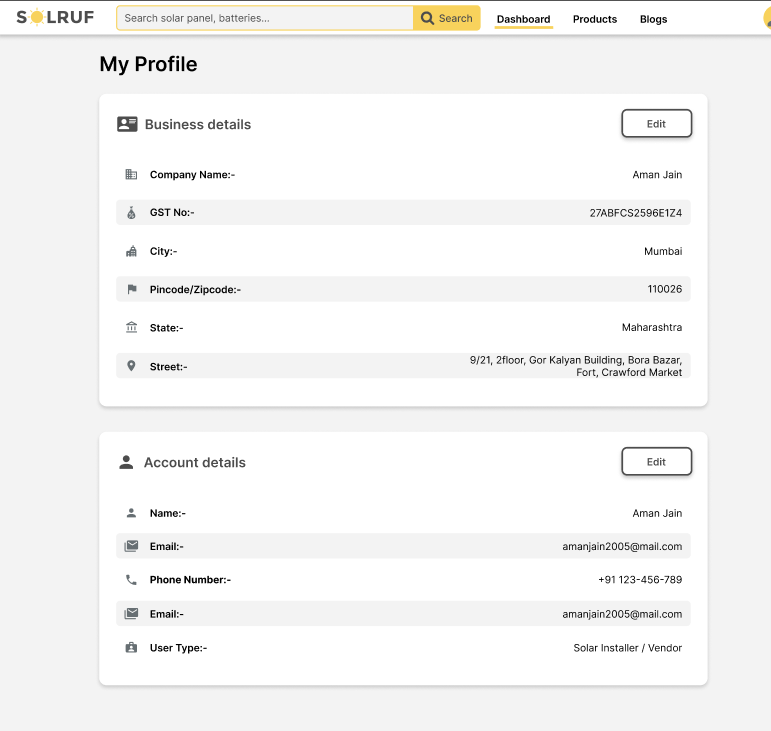 SOLRUF
Search solar panel, batteries...
Search
Dashboard
Products
Blogs
My Profile
Business details
Edit
Company Name:-
Aman Jain
GST No:-
27ABFCS2596E1Z4
City:-
Mumbai
Pincode/Zipcode:-
110026
State:-
Maharashtra
Street:-
9/21, 2floor, Gor Kalyan Building, Bora Bazar,
Fort, Crawford Market
Account details
Edit
Name:-
Aman Jain
Email:-
amanjain2005@mail.com
Phone Number:-
+91 123-456-789
Email:-
amanjain2005@mail.com
User Type:-
Solar Installer / Vendor